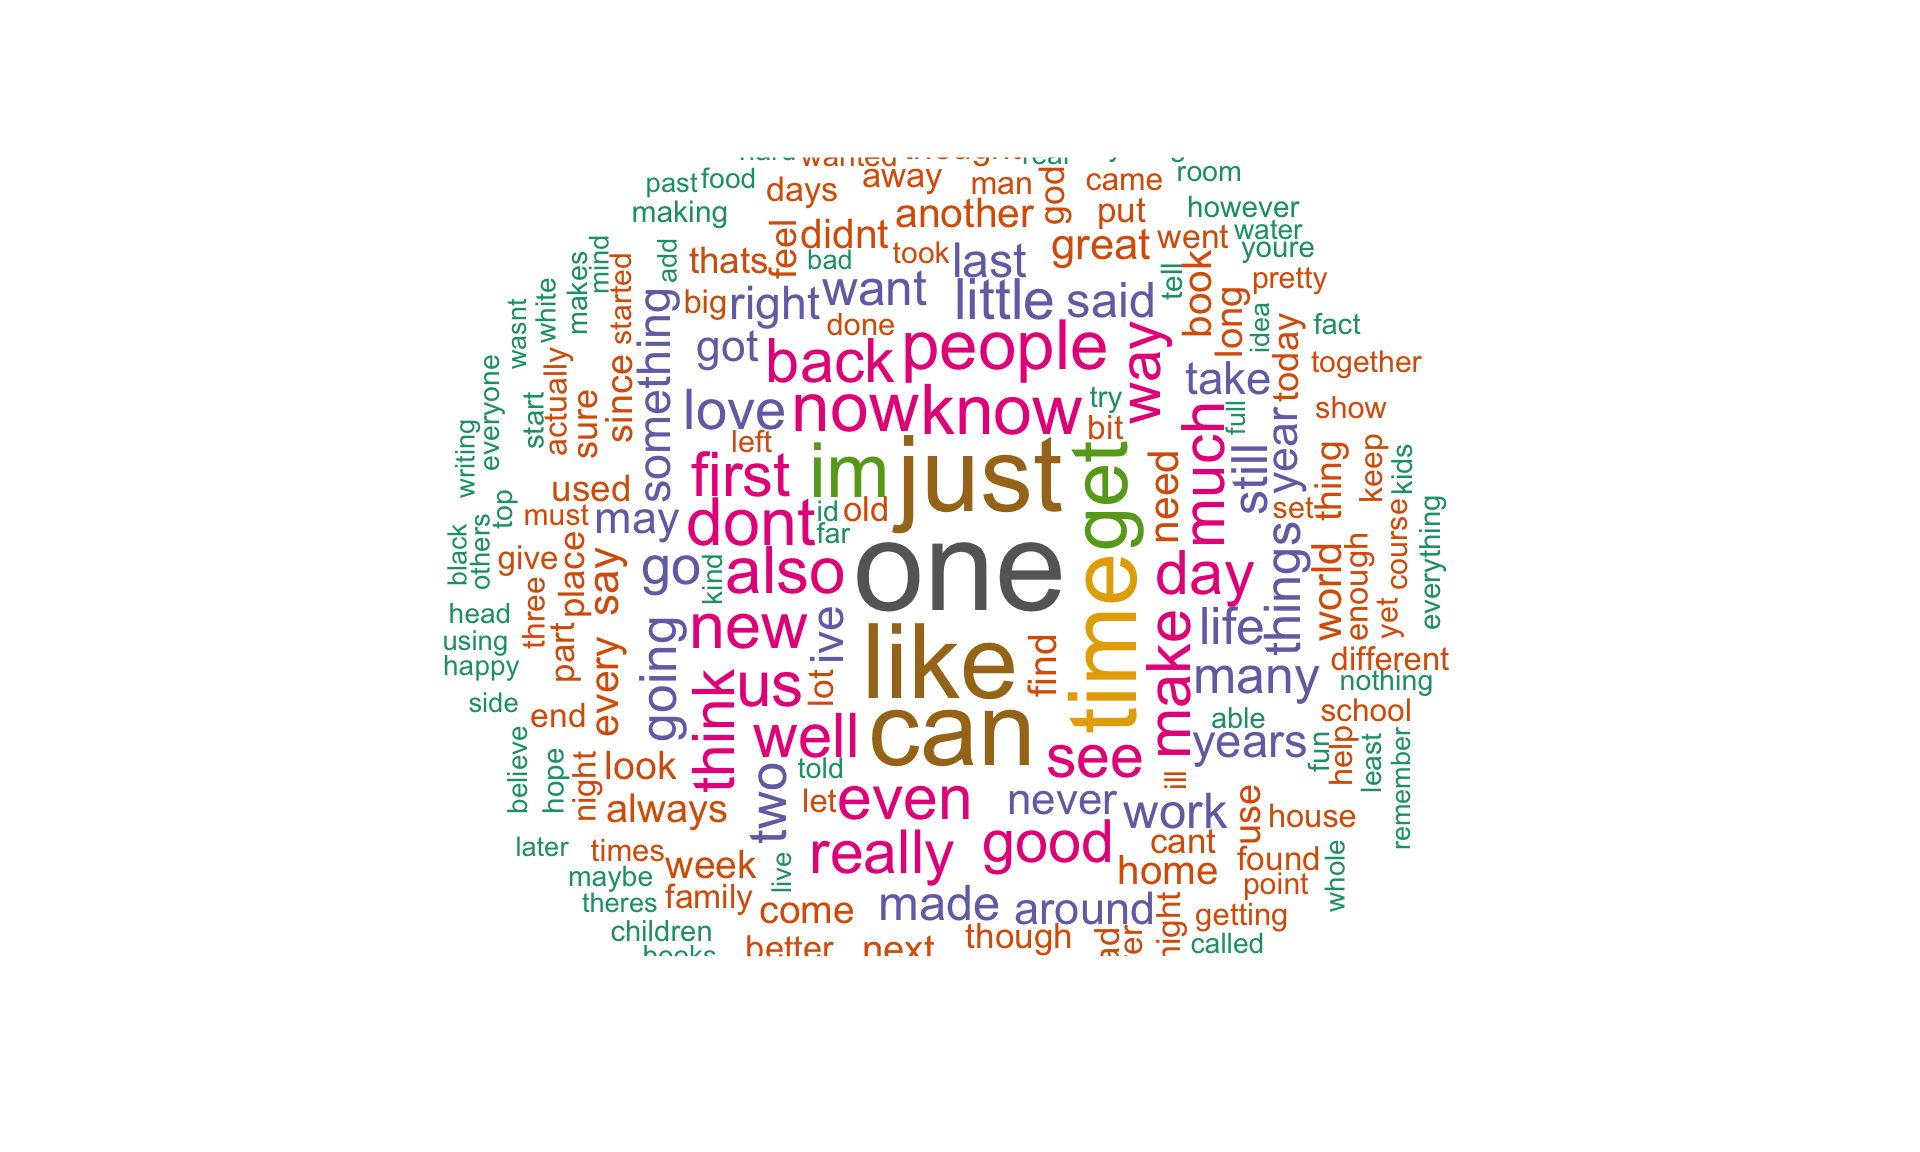 hard wanted thought real
past food days away man god came room
making another put however
feel didnt took last great went water youre
mind add thats bad tell book pretty
makes started big right want little said long idea
white wasnt something done today fact
got back people way take together
everyone actually since love now know try much full year show
start sure left bit
writing first im just get need still thing keep kids
used may dont id old set
top must far things course everything
black others give place say go kind also one day world enough
head three new ive life yet
using part every going like find time make many different
happy think us lot nothing
side end well can able school
believe hope night look two told see ill years fun help least remember
always let even never work use house
later times week really good cant found whole
maybe live home point
theres family come made around night getting
children better next though called
books